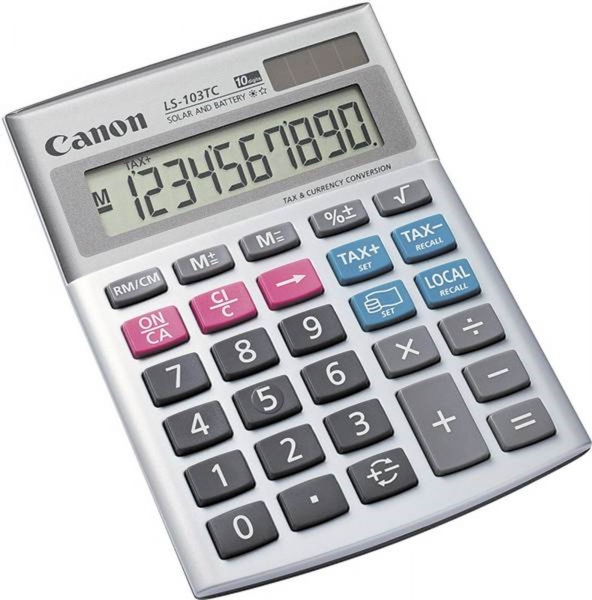 Canon
LS-103TC
SOLAR AND BATTERY
10 digits
TAX+
M
-1234567890.
TAX & CURRENCY CONVERSION
RM/CM M± M= %± √
ON/CA CI/C → TAX+ SET TAX− RECALL
SET LOCAL RECALL
7 8 9 × ÷
4 5 6 + −
1 2 3 =
0 .